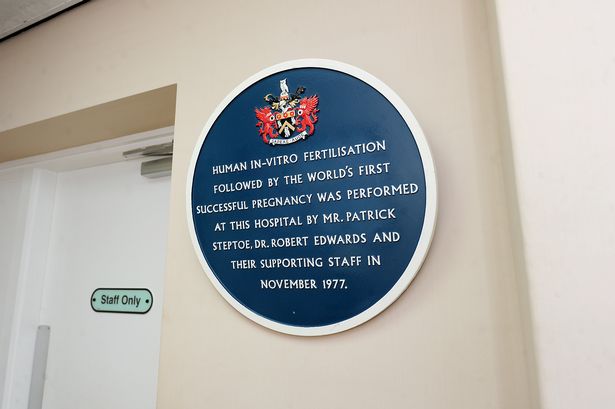 HUMAN IN-VITRO FERTILISATION
FOLLOWED BY THE WORLD'S FIRST
SUCCESSFUL PREGNANCY WAS PERFORMED
AT THIS HOSPITAL BY MR. PATRICK
STEPTOE, DR. ROBERT EDWARDS AND
THEIR SUPPORTING STAFF IN
NOVEMBER 1977.
Staff Only